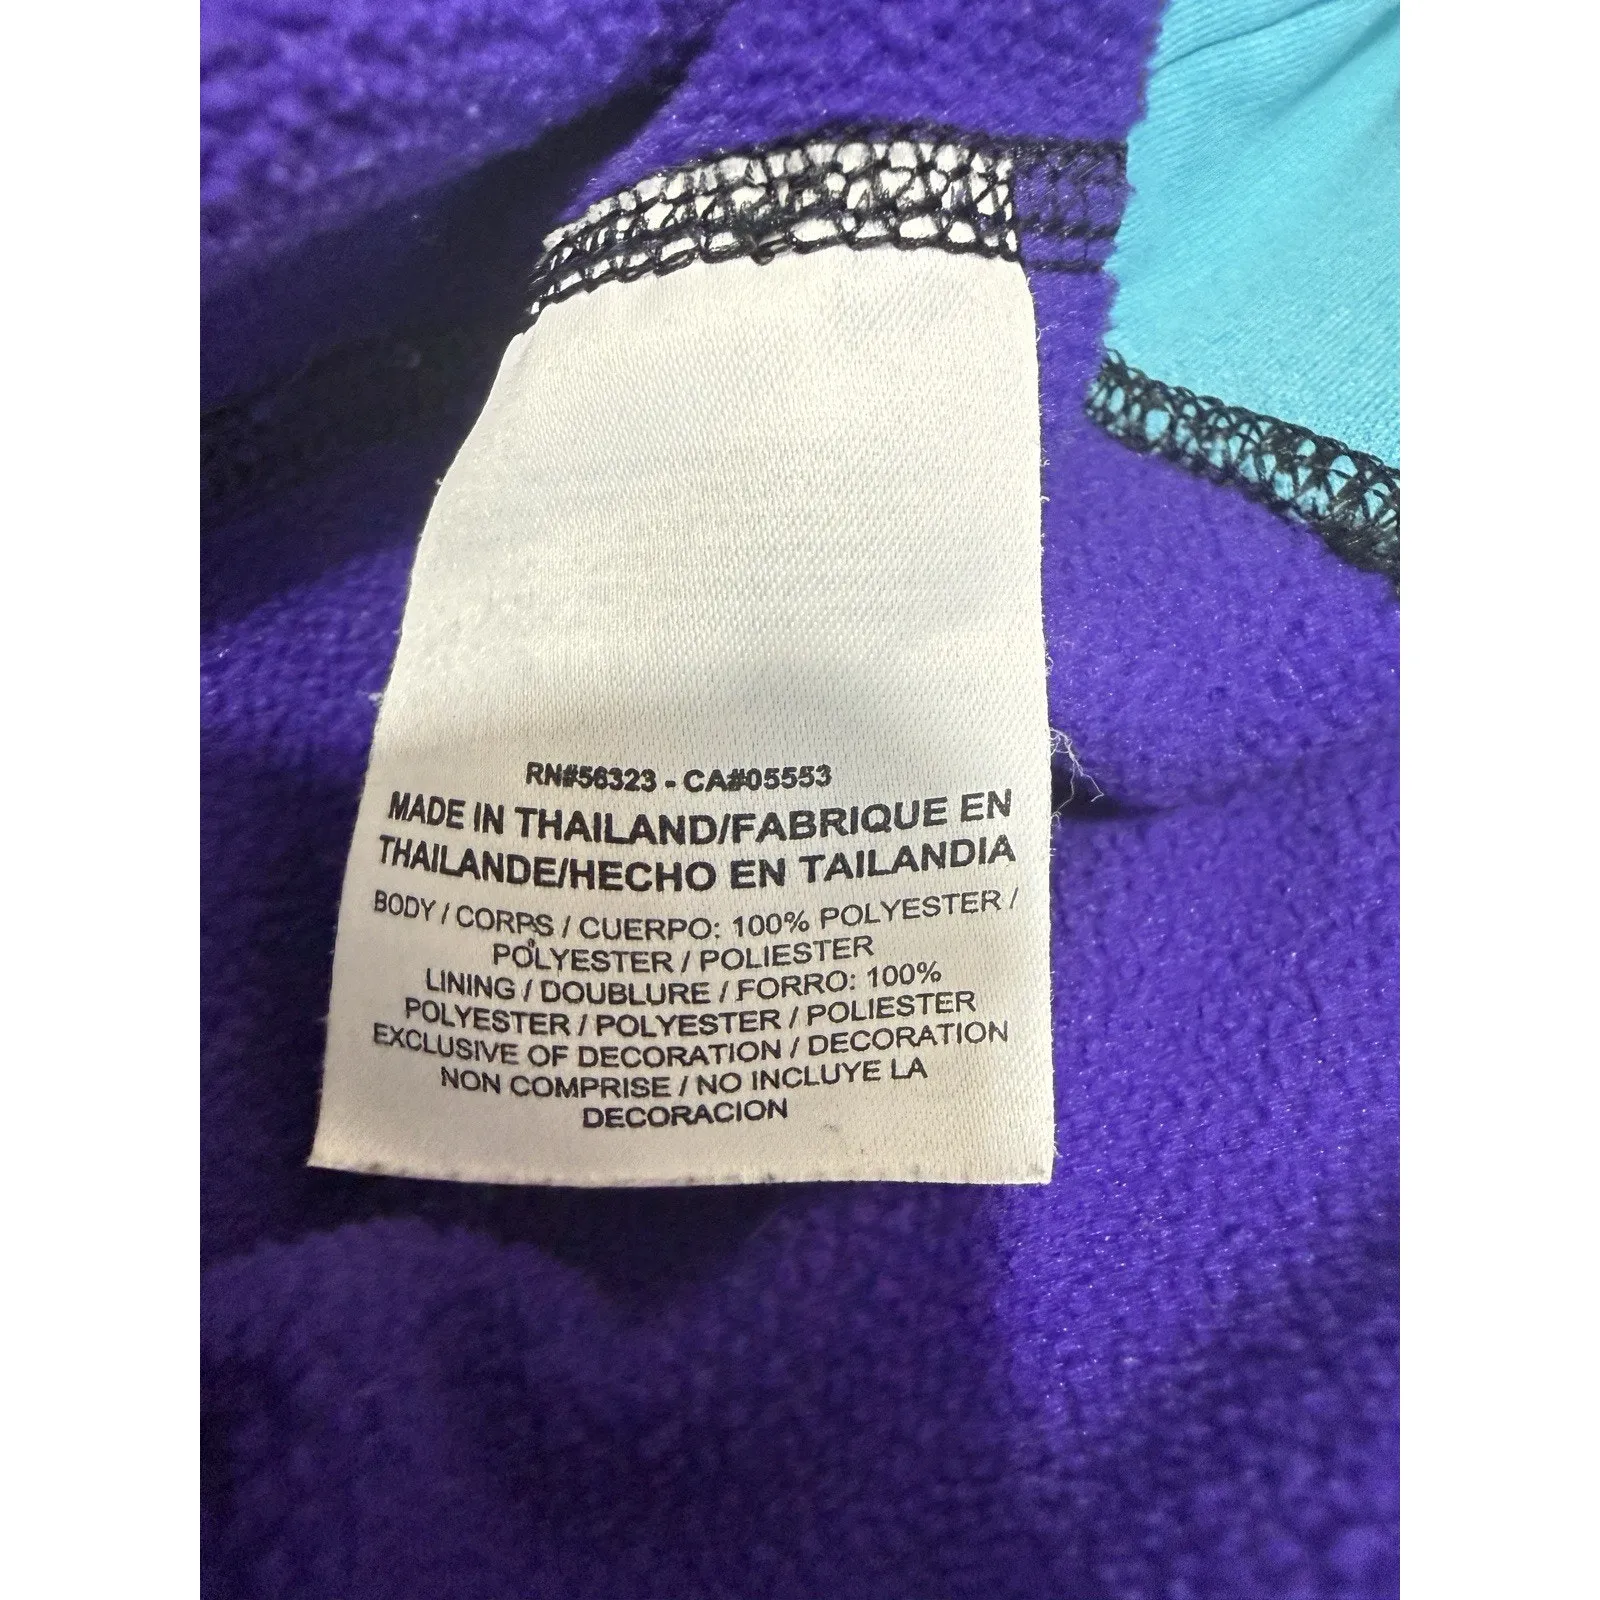 RN#56323 - CA#05553
MADE IN THAILAND/FABRIQUE EN
THAILANDE/HECHO EN TAILANDIA
BODY / CORPS / CUERPO: 100% POLYESTER /
POLYESTER / POLIESTER
LINING / DOUBLURE / FORRO: 100%
POLYESTER / POLYESTER / POLIESTER
EXCLUSIVE OF DECORATION / DECORATION
NON COMPRISE / NO INCLUYE LA
DECORACION